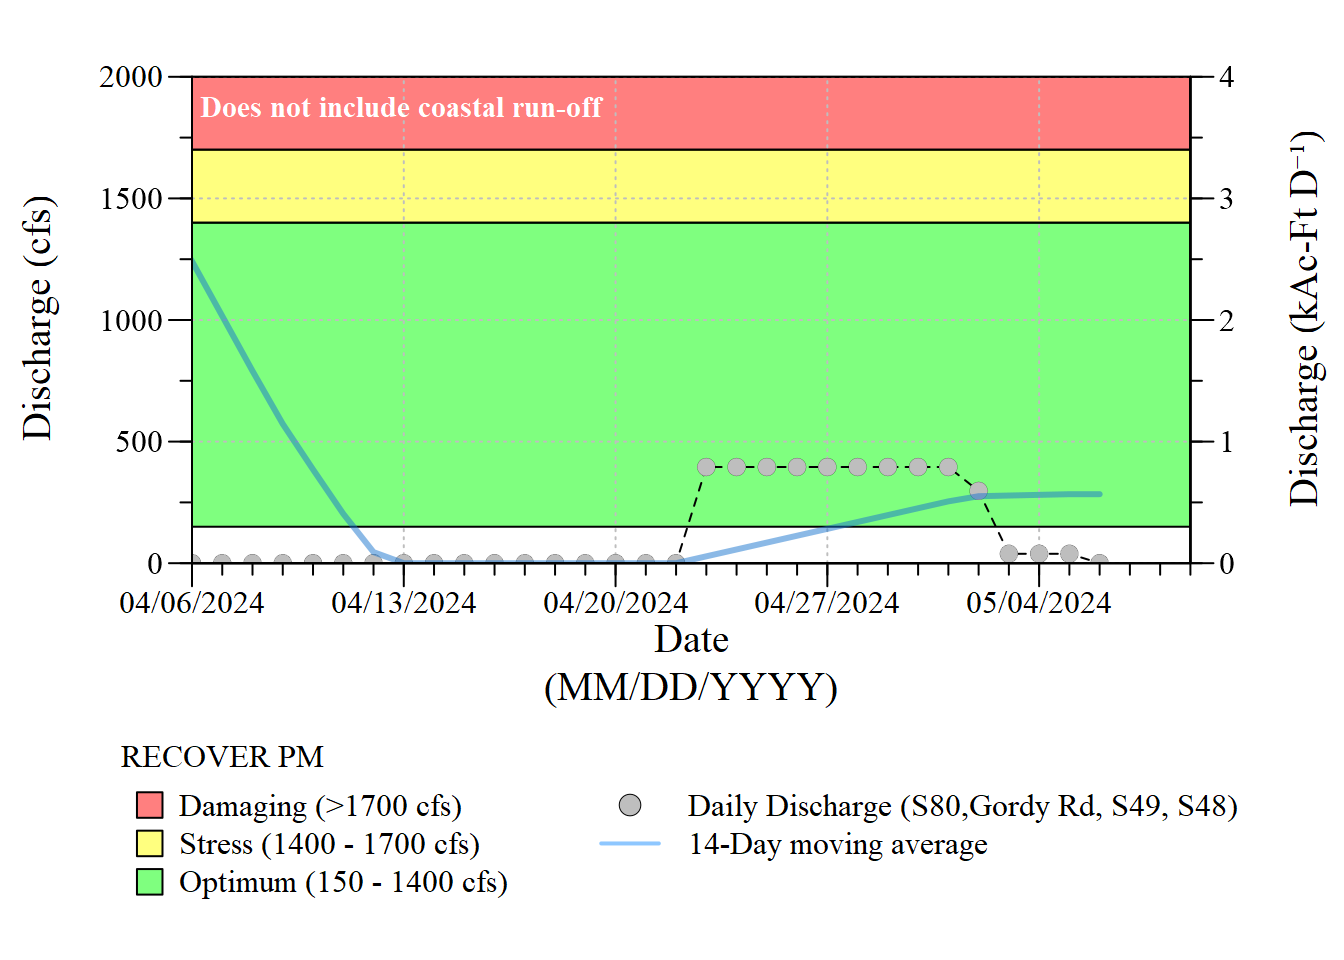 Does not include coastal run-off
Discharge (cfs)
2000
1500
1000
500
0
4
3
2
1
0
Discharge (kAc-Ft D⁻¹)
04/06/2024
04/13/2024
04/20/2024
04/27/2024
05/04/2024
Date
(MM/DD/YYYY)
RECOVER PM
Damaging (>1700 cfs)
Stress (1400 - 1700 cfs)
Optimum (150 - 1400 cfs)
Daily Discharge (S80,Gordy Rd, S49, S48)
14-Day moving average